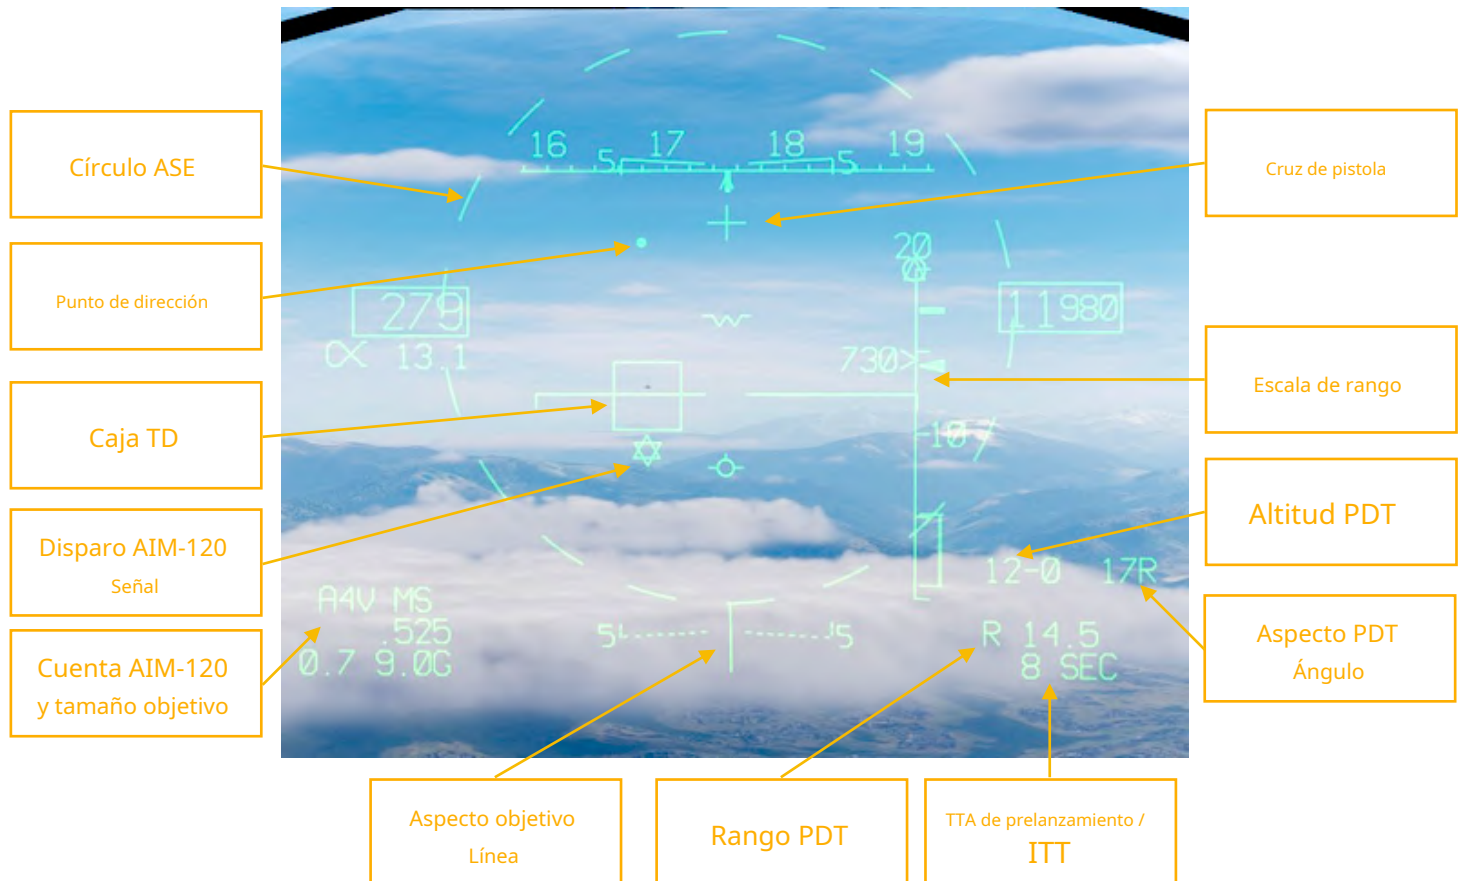 Círculo ASE
Punto de dirección
Caja TD
Disparo AIM-120
Señal
Cuenta AIM-120
y tamaño objetivo
16 17 18 19
5 5
279
α 13.1
20
0
11980
730>
-10
A4V MS
.525
0.7 9.0G
5 5
12-0 17R
R 14.5
8 SEC
Cruz de pistola
Escala de rango
Altitud PDT
Aspecto PDT
Ángulo
Aspecto objetivo
Línea
Rango PDT
TTA de prelanzamiento /
ITT